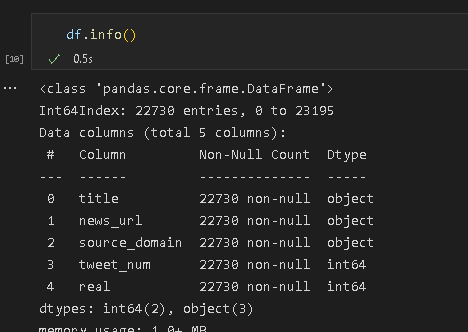 df.info()
[10]
✓ 0.5s
...
<class 'pandas.core.frame.DataFrame'>
Int64Index: 22730 entries, 0 to 23195
Data columns (total 5 columns):
 #   Column         Non-Null Count  Dtype
---  ------         --------------  -----
 0   title          22730 non-null  object
 1   news_url       22730 non-null  object
 2   source_domain  22730 non-null  object
 3   tweet_num      22730 non-null  int64
 4   real           22730 non-null  int64
dtypes: int64(2), object(3)
memory usage: 1.0+ MB